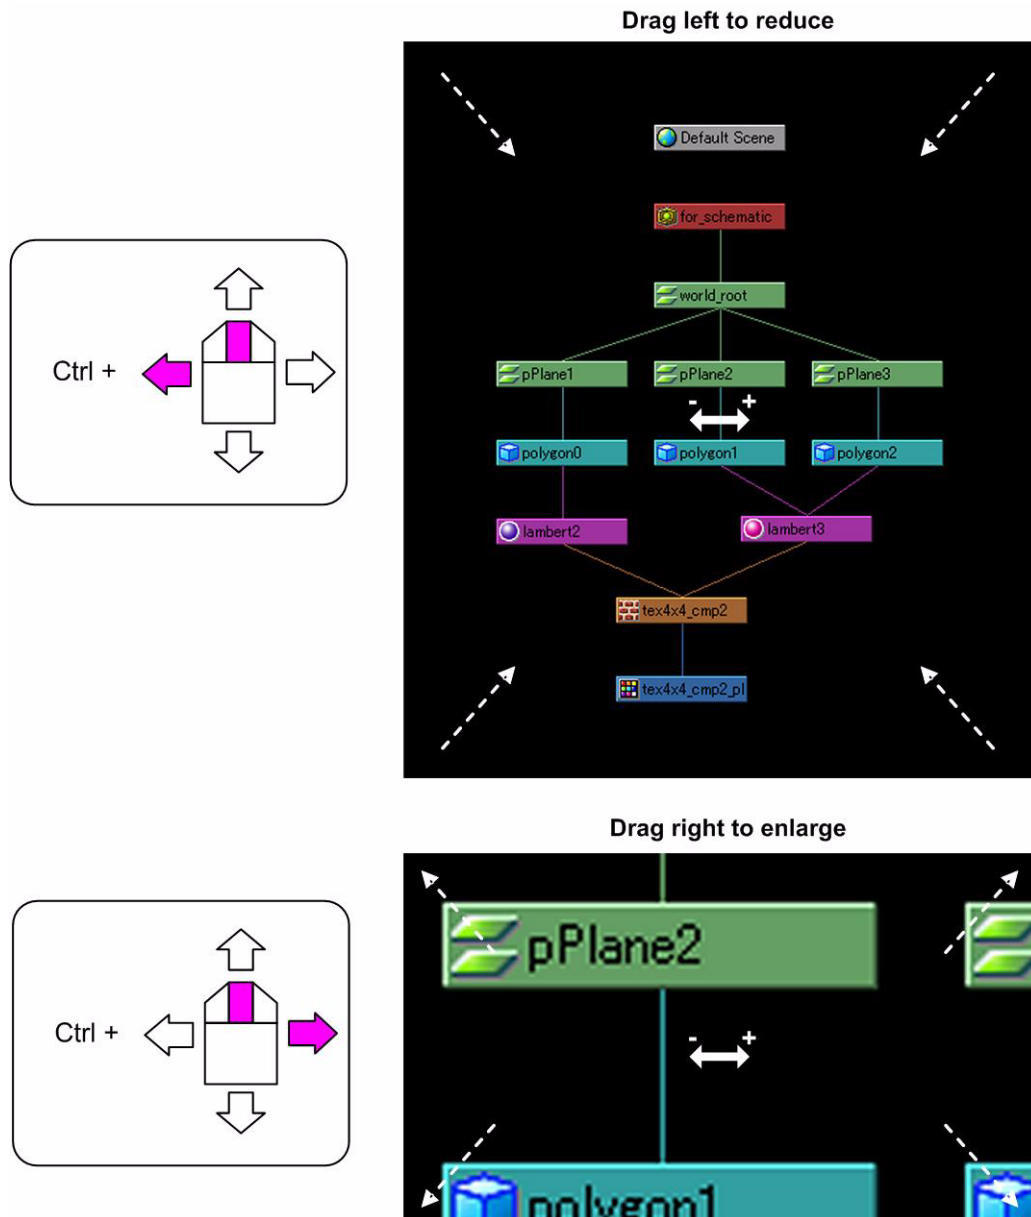 Drag left to reduce
Default Scene
for_schematic
world_root
Ctrl +
pPlane1 pPlane2 pPlane3
- +
polygon0 polygon1 polygon2
lambert2 lambert3
tex4x4_cmp2
tex4x4_cmp2_pl
Drag right to enlarge
pPlane2
Ctrl +
- +
polygon1